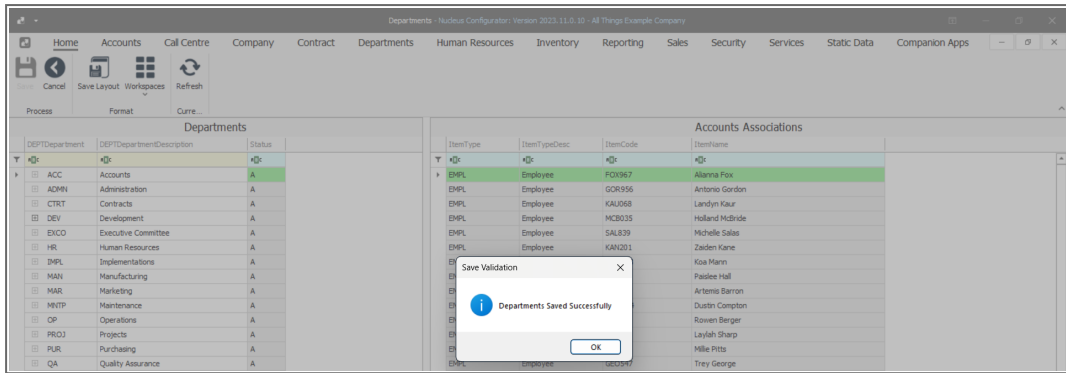 Departments - Nucleus Configurator: Version 2023.11.0.10 - All Things Example Company
Home Accounts Call Centre Company Contract Departments Human Resources Inventory Reporting Sales Security Services Static Data Companion Apps
Save Cancel Save Layout Workspaces Refresh
Process Format Curre...
Departments Accounts Associations
DEPTDepartment DEPTDepartmentDescription Status ItemType ItemTypeDesc ItemCode ItemName
ACC Accounts A EMPL Employee FOX967 Alianna Fox
ADMN Administration A EMPL Employee GOR956 Antonio Gordon
CTRT Contracts A EMPL Employee KAU068 Landyn Kaur
DEV Development A EMPL Employee MCB035 Holland McBride
EXCO Executive Committee A EMPL Employee SAL839 Michelle Salas
HR Human Resources A EMPL Employee KAN201 Zaiden Kane
IMPL Implementations A Koa Mann
MAN Manufacturing A Paislee Hall
MAR Marketing A Artemis Barron
MNTP Maintenance A Dustin Compton
OP Operations A Rowen Berger
PROJ Projects A Laylah Sharp
PUR Purchasing A Millie Pitts
QA Quality Assurance A EMPL Employee GEO547 Trey George
Save Validation
Departments Saved Successfully
OK